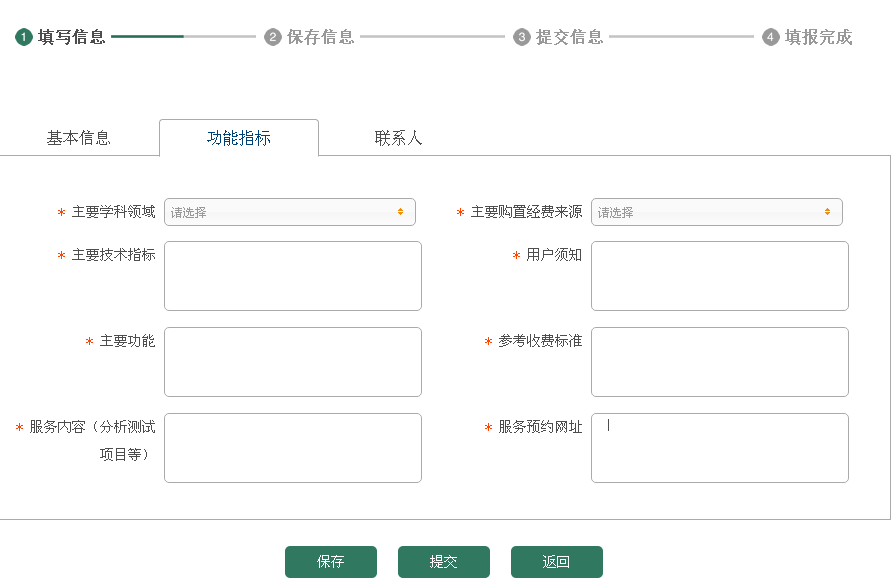 1 填写信息 2 保存信息 3 提交信息 4 填报完成
基本信息 功能指标 联系人
* 主要学科领域 请选择 * 主要购置经费来源 请选择
* 主要技术指标 * 用户须知
* 主要功能 * 参考收费标准
* 服务内容（分析测试 * 服务预约网址
项目等）
保存 提交 返回